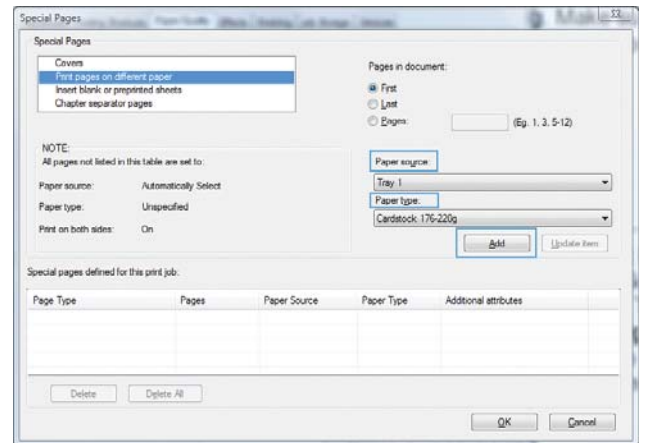 Special Pages
Special Pages
Covers
Print pages on different paper
Insert blank or preprinted sheets
Chapter separator pages
Pages in document:
First
Last
Pages: (Eg. 1, 3, 5-12)
NOTE:
All pages not listed in this table are set to:
Paper source: Automatically Select
Paper type: Unspecified
Print on both sides: On
Paper source:
Tray 1
Paper type:
Cardstock 176-220g
Add Update Item
Special pages defined for this print job:
Page Type Pages Paper Source Paper Type Additional attributes
Delete Delete All
OK Cancel